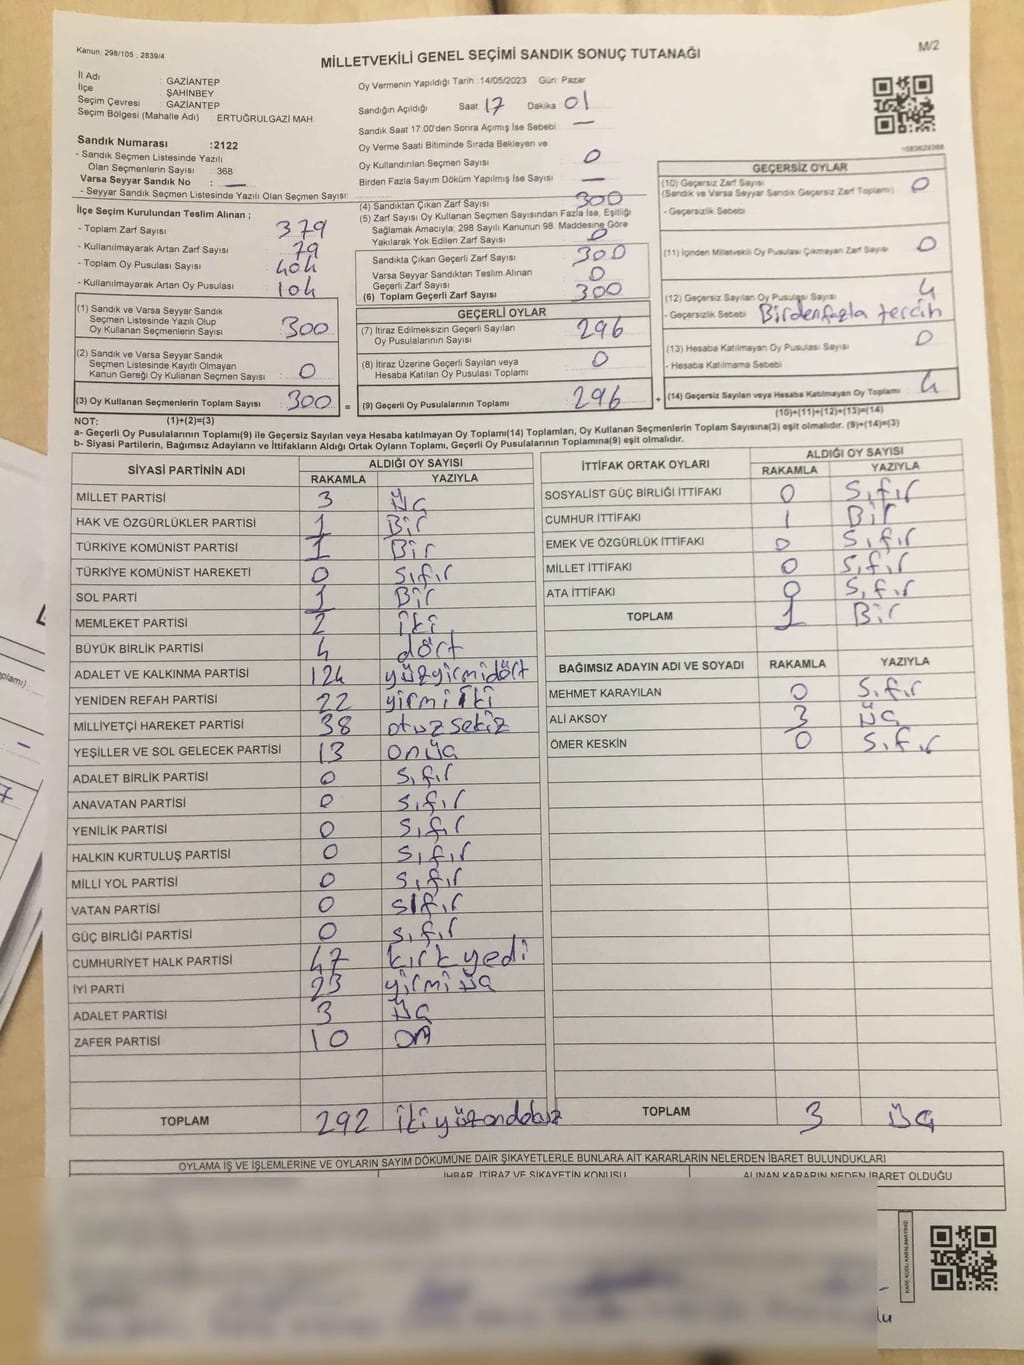 Kanun: 298/105 ; 2839/4
MİLLETVEKİLİ GENEL SEÇİMİ SANDIK SONUÇ TUTANAĞI
M/2
İl Adı : GAZİANTEP
İlçe : ŞAHİNBEY
Seçim Çevresi : GAZİANTEP
Seçim Bölgesi (Mahalle Adı) ERTUĞRULGAZİ MAH.
Sandık Numarası :2122
- Sandık Seçmen Listesinde Yazılı
Olan Seçmenlerin Sayısı : 368
Varsa Seyyar Sandık No : —
- Seyyar Sandık Seçmen Listesinde Yazılı Olan Seçmen Sayısı:
Oy Vermenin Yapıldığı Tarih :14/05/2023 Gün: Pazar
Sandığın Açıldığı Saat 17 Dakika 01
Sandık Saat 17.00'den Sonra Açımış İse Sebebi —
Oy Verme Saati Bitiminde Sırada Bekleyen ve
Oy Kullandırılan Seçmen Sayısı 0
Birden Fazla Sayım Döküm Yapılmış İse Sayısı —
İlçe Seçim Kurulundan Teslim Alınan ;
- Toplam Zarf Sayısı 379
- Kullanılmayarak Artan Zarf Sayısı 79
- Toplam Oy Pusulası Sayısı 404
- Kullanılmayarak Artan Oy Pusulası 104
(1) Sandık ve Varsa Seyyar Sandık
Seçmen Listesinde Yazılı Olup
Oy Kullanan Seçmenlerin Sayısı 300
(2) Sandık ve Varsa Seyyar Sandık
Seçmen Listesinde Kayıtlı Olmayan
Kanun Gereği Oy Kullanan Seçmen Sayısı 0
(3) Oy Kullanan Seçmenlerin Toplam Sayısı 300 =
(4) Sandıktan Çıkan Zarf Sayısı 300
(5) Zarf Sayısı Oy Kullanan Seçmen Sayısından Fazla İse, Eşitliği
Sağlamak Amacıyla; 298 Sayılı Kanunun 98. Maddesine Göre
Yakılarak Yok Edilen Zarf Sayısı 0
Sandıkta Çıkan Geçerli Zarf Sayısı 300
Varsa Seyyar Sandıktan Teslim Alınan
Geçerli Zarf Sayısı 0
(6) Toplam Geçerli Zarf Sayısı 300
GEÇERLİ OYLAR
(7) İtiraz Edilmeksizin Geçerli Sayılan
Oy Pusulalarının Sayısı 296
(8) İtiraz Üzerine Geçerli Sayılan veya
Hesaba Katılan Oy Pusulası Toplamı 0
(9) Geçerli Oy Pusulalarının Toplamı 296 +
1083624388
GEÇERSİZ OYLAR
(10) Geçersiz Zarf Sayısı
(Sandık ve Varsa Seyyar Sandık Geçersiz Zarf Toplamı) 0
- Geçersizlik Sebebi
(11) İçinden Milletvekili Oy Pusulası Çıkmayan Zarf Sayısı 0
(12) Geçersiz Sayılan Oy Pusulası Sayısı 4
- Geçersizlik Sebebi Birden fazla tercih
(13) Hesaba Katılmayan Oy Pusulası Sayısı 0
- Hesaba Katılmama Sebebi
(14) Geçersiz Sayılan veya Hesaba Katılmayan Oy Toplamı 4
NOT: (1)+(2)=(3) (10)+(11)+(12)+(13)=(14)
a- Geçerli Oy Pusulasının Toplamı(9) ile Geçersiz Sayılan veya Hesaba katılmayan Oy Toplamı(14) Toplamları, Oy Kullanan Seçmenlerin Toplam Sayısına(3) eşit olmalıdır. (9)+(14)=(3)
b- Siyasi Partilerin, Bağımsız Adayların ve İttifakların Aldığı Ortak Oyların Toplamı, Geçerli Oy Pusulalarının Toplamına(9) eşit olmalıdır.
SİYASİ PARTİNİN ADI ALDIĞI OY SAYISI
RAKAMLA YAZIYLA
MİLLET PARTİSİ 3 üç
HAK VE ÖZGÜRLÜKLER PARTİSİ 1 Bir
TÜRKİYE KOMÜNİST PARTİSİ 1 Bir
TÜRKİYE KOMÜNİST HAREKETİ 0 sıfır
SOL PARTİ 1 Bir
MEMLEKET PARTİSİ 2 iki
BÜYÜK BİRLİK PARTİSİ 4 dört
ADALET VE KALKINMA PARTİSİ 124 yüzyirmidört
YENİDEN REFAH PARTİSİ 22 yirmi iki
MİLLİYETÇİ HAREKET PARTİSİ 38 otuz sekiz
YEŞİLLER VE SOL GELECEK PARTİSİ 13 onüç
ADALET BİRLİK PARTİSİ 0 sıfır
ANAVATAN PARTİSİ 0 sıfır
YENİLİK PARTİSİ 0 sıfır
HALKIN KURTULUŞ PARTİSİ 0 sıfır
MİLLİ YOL PARTİSİ 0 sıfır
VATAN PARTİSİ 0 sıfır
GÜÇ BİRLİĞİ PARTİSİ 0 sıfır
CUMHURİYET HALK PARTİSİ 47 kırk yedi
İYİ PARTİ 23 yirmi üç
ADALET PARTİSİ 3 üç
ZAFER PARTİSİ 10 on
TOPLAM 292
İTTİFAK ORTAK OYLARI ALDIĞI OY SAYISI
RAKAMLA YAZIYLA
SOSYALİST GÜÇ BİRLİĞİ İTTİFAKI 0 sıfır
CUMHUR İTTİFAKI 1 Bir
EMEK VE ÖZGÜRLÜK İTTİFAKI 0 sıfır
MİLLET İTTİFAKI 0 sıfır
ATA İTTİFAKI 0 sıfır
TOPLAM 1 Bir
BAĞIMSIZ ADAYIN ADI VE SOYADI RAKAMLA YAZIYLA
MEHMET KARAYILAN 0 sıfır
ALİ AKSOY 3 üç
ÖMER KESKİN 0 sıfır
TOPLAM 3 üç
OYLAMA İŞ VE İŞLEMLERİNE VE OYLARIN SAYIM DÖKÜMÜNE DAİR ŞİKAYETLERLE BUNLARA AİT KARARLARIN NELERDEN İBARET BULUNDUKLARI
İHBAR, İTİRAZ VE ŞİKAYETİN KONUSU ALINAN KARARIN NEDEN İBARET OLDUĞU
KARE KODU KARALAMAYINIZ!